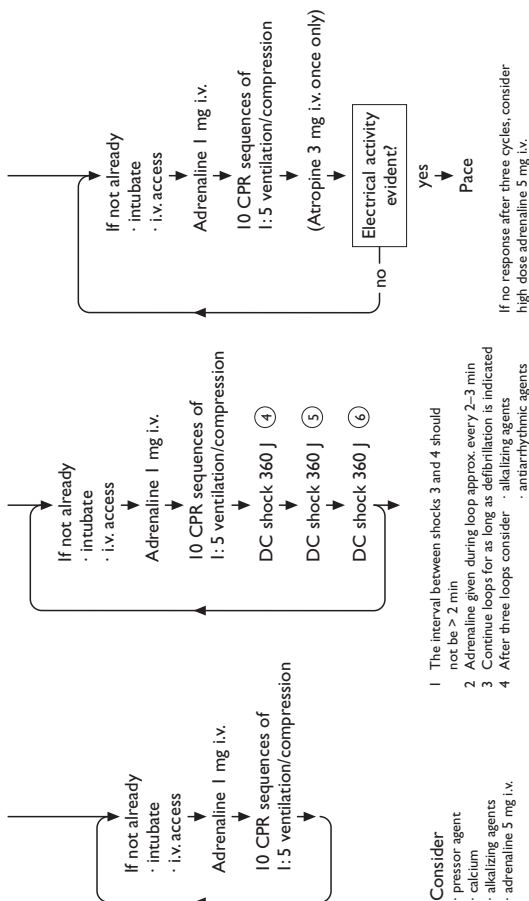 If not already
· intubate
· i.v. access
Adrenaline 1 mg i.v.
10 CPR sequences of
1:5 ventilation/compression
Consider
· pressor agent
· calcium
· alkalizing agents
· adrenaline 5 mg i.v.
If not already
· intubate
· i.v. access
Adrenaline 1 mg i.v.
10 CPR sequences of
1:5 ventilation/compression
DC shock 360 J 4
DC shock 360 J 5
DC shock 360 J 6
1 The interval between shocks 3 and 4 should
not be > 2 min
2 Adrenaline given during loop approx. every 2–3 min
3 Continue loops for as long as defibrillation is indicated
4 After three loops consider · alkalizing agents
· antiarrhythmic agents
If not already
· intubate
· i.v. access
Adrenaline 1 mg i.v.
10 CPR sequences of
1:5 ventilation/compression
(Atropine 3 mg i.v. once only)
Electrical activity
evident?
no
yes
Pace
If no response after three cycles, consider
high dose adrenaline 5 mg i.v.